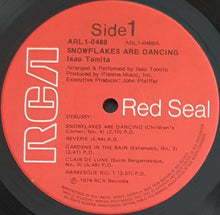 Side 1
ARL1-0488 ARL1-0488A
SNOWFLAKES ARE DANCING
Isao Tomita
Arranged & Performed by Isao Tomita
Produced by Plasma Music, Inc.
Executive Producer: John Pfeiffer
RCA
Red Seal
DEBUSSY:
SNOWFLAKES ARE DANCING (Children's
Corner, No. 4) (2:10) P.D.
REVERIE (4:44) P.D.
GARDENS IN THE RAIN (Estampes, No. 3)
(3:41) P.D.
CLAIR DE LUNE (Suite Bergamasque,
No. 3) (5:48) P.D.
ARABESQUE NO. 1 (3:57) P.D.
℗ 1974 RCA Records